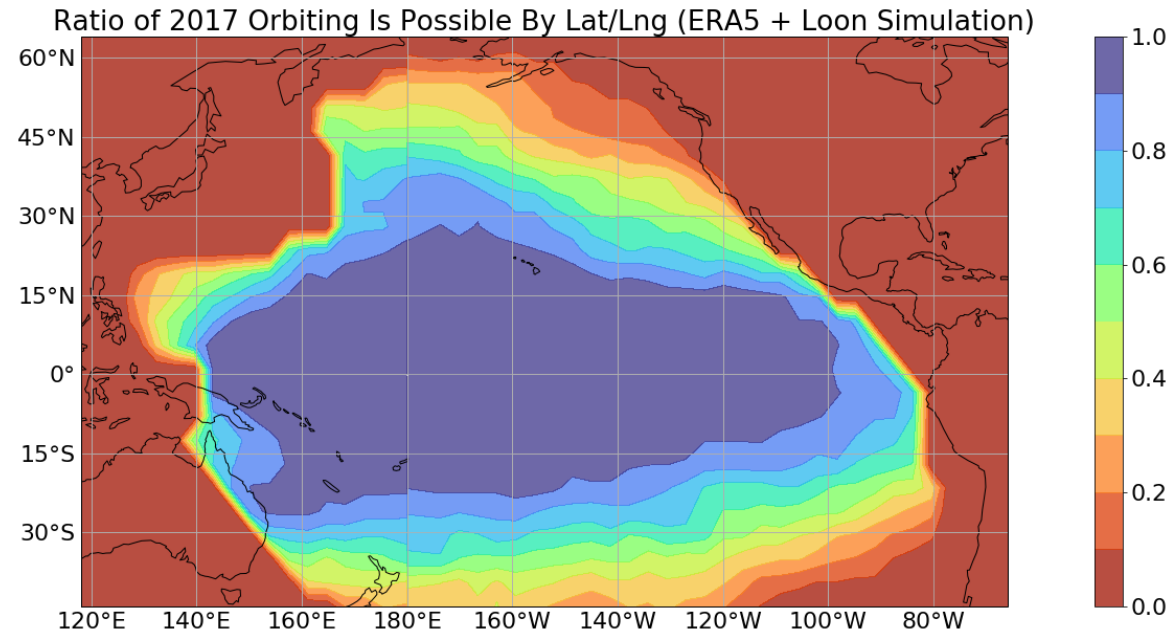 Ratio of 2017 Orbiting Is Possible By Lat/Lng (ERA5 + Loon Simulation)
60°N
45°N
30°N
15°N
0°
15°S
30°S
120°E 140°E 160°E 180°E 160°W 140°W 120°W 100°W 80°W
1.0
0.8
0.6
0.4
0.2
0.0